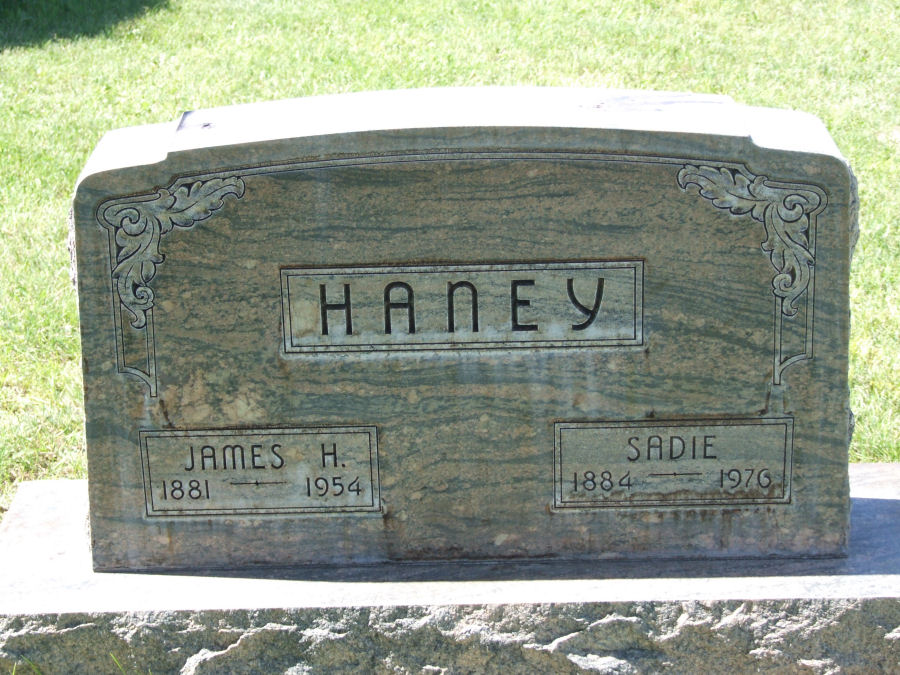 HANEY
JAMES H.
1881 — 1954
SADIE
1884 — 1976